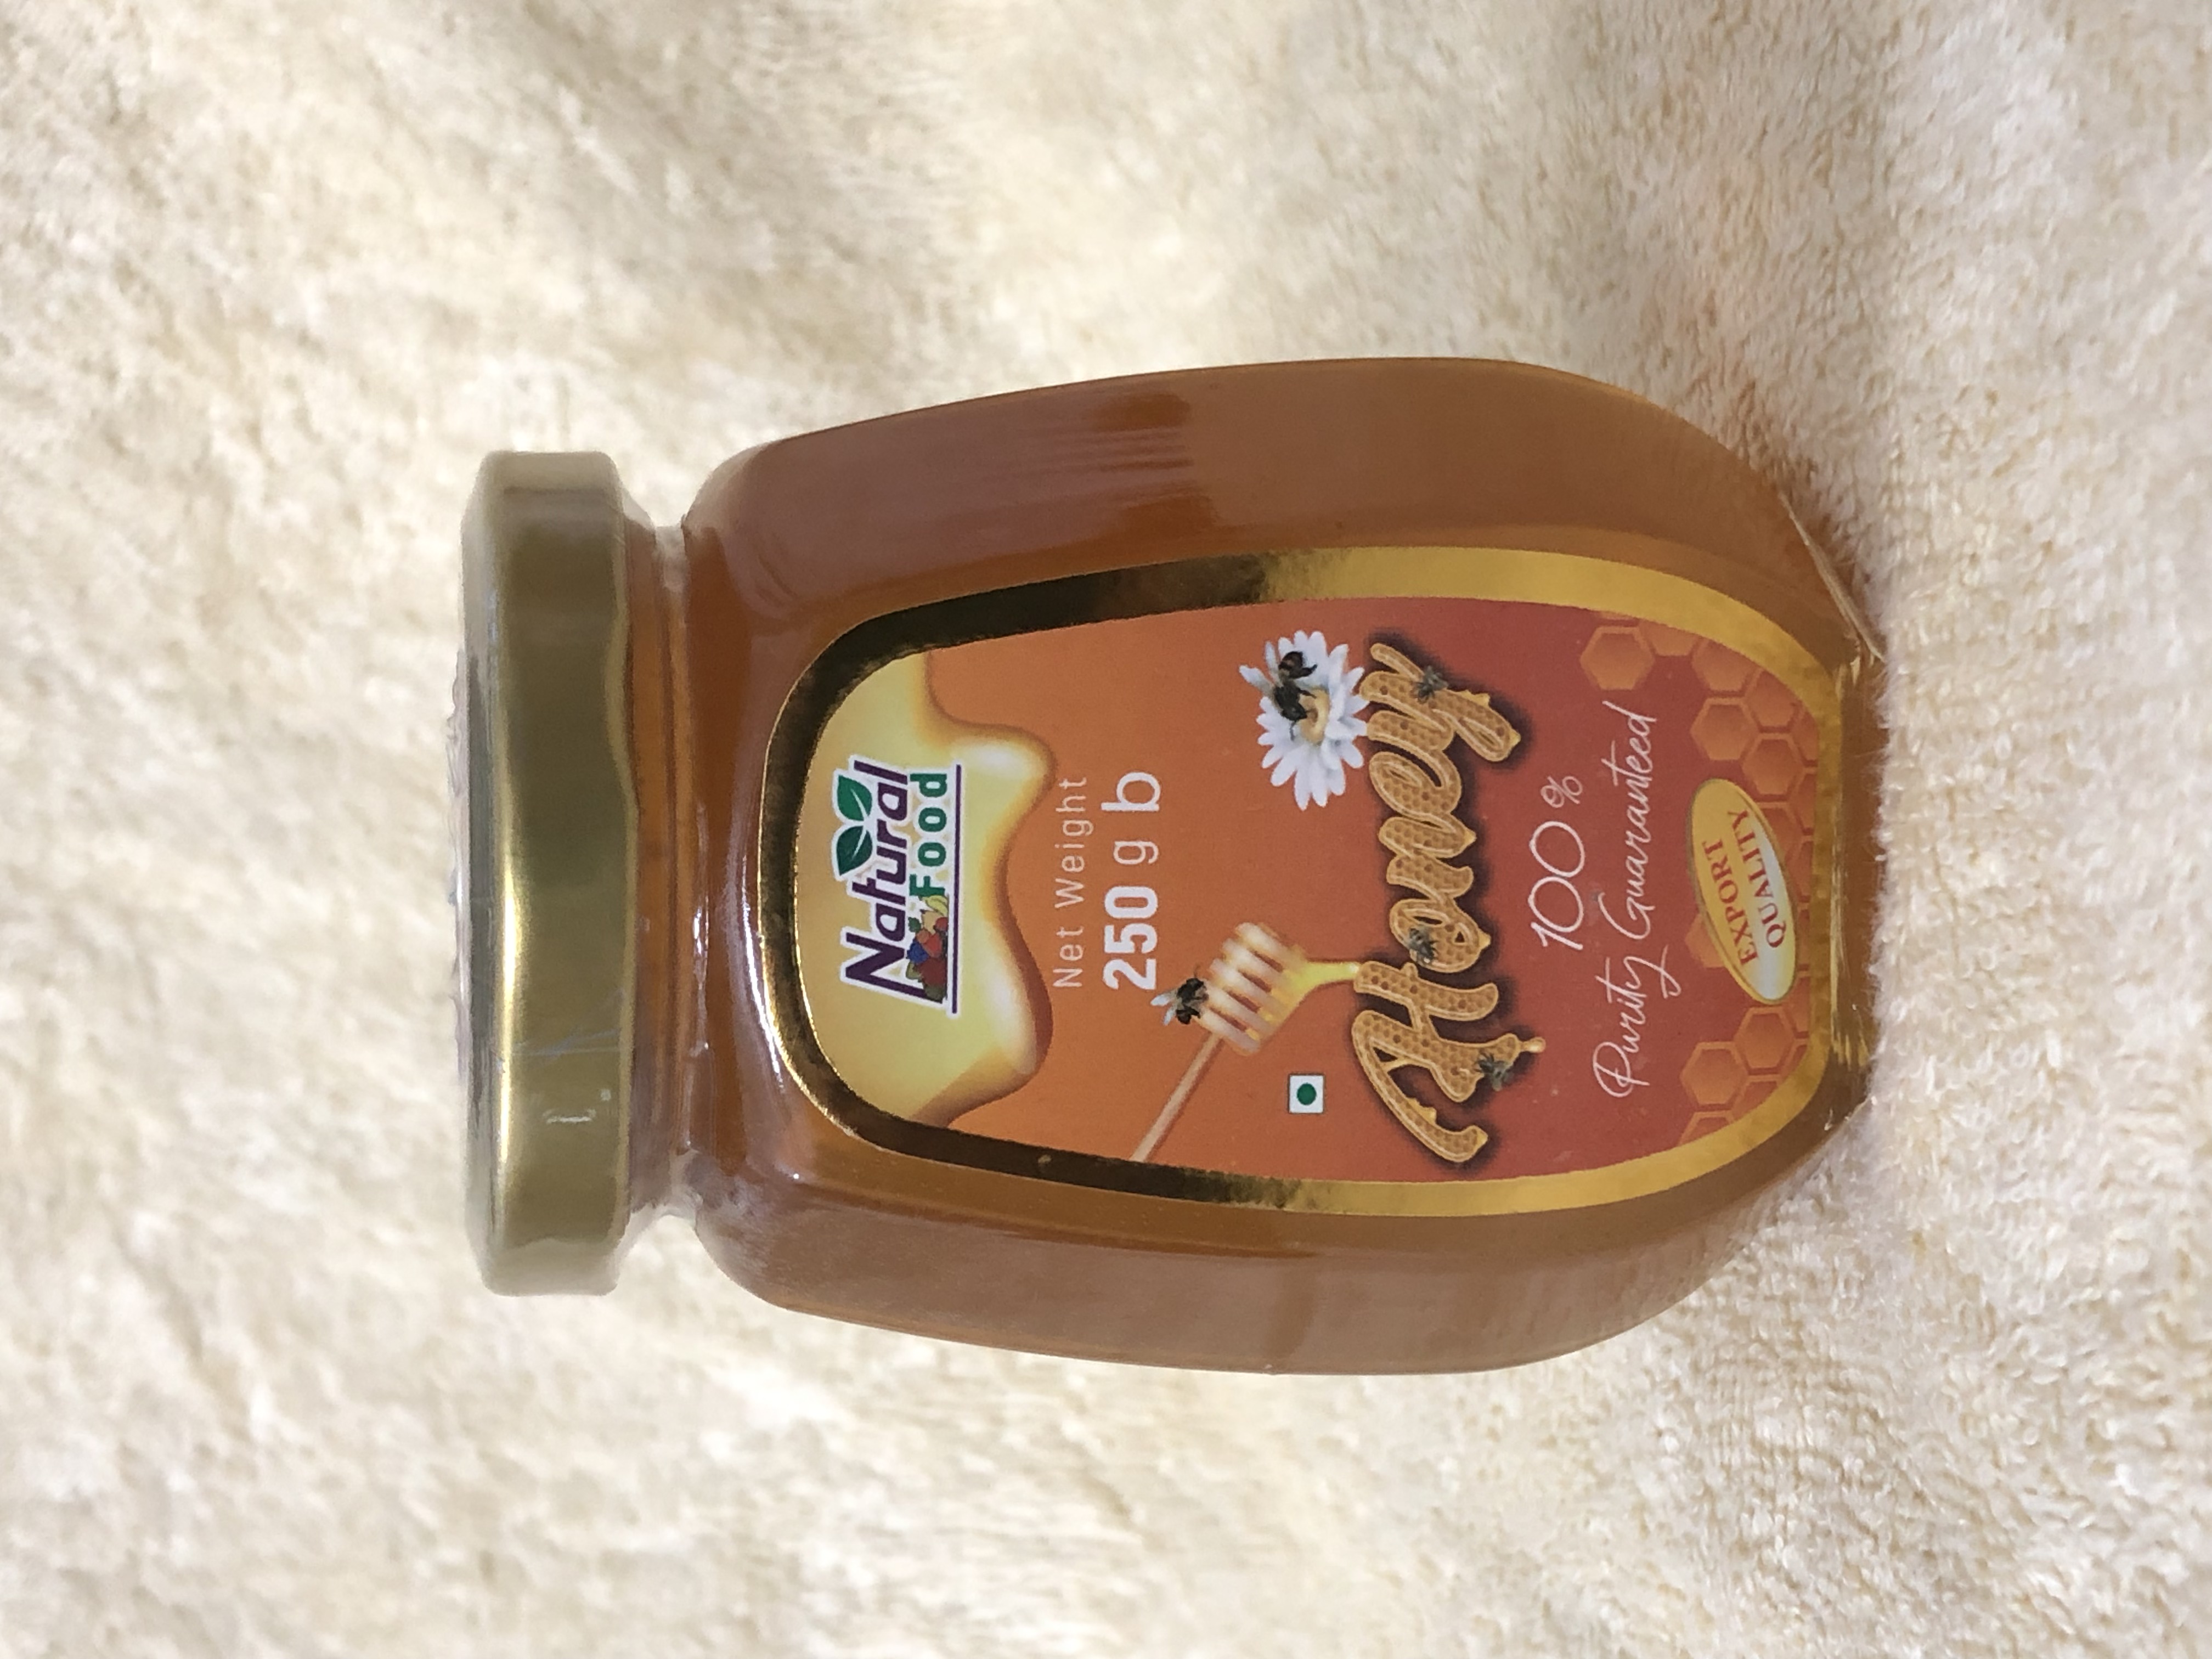 Natural
Food
Net Weight
250 g b
Honey
100 %
Purity Guaranteed
EXPORT
QUALITY